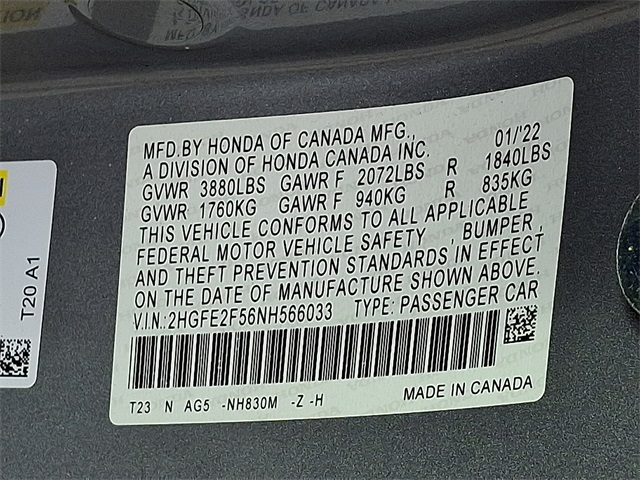 MFD.BY HONDA OF CANADA MFG., 01/'22
A DIVISION OF HONDA CANADA INC.
GVWR 3880LBS GAWR F 2072LBS R 1840LBS
GVWR 1760KG GAWR F 940KG R 835KG
THIS VEHICLE CONFORMS TO ALL APPLICABLE
FEDERAL MOTOR VEHICLE SAFETY , BUMPER ,
AND THEFT PREVENTION STANDARDS IN EFFECT
ON THE DATE OF MANUFACTURE SHOWN ABOVE.
V.I.N.:2HGFE2F56NH566033 TYPE: PASSENGER CAR
T23 N AG5 -NH830M -Z -H MADE IN CANADA
T20 A1